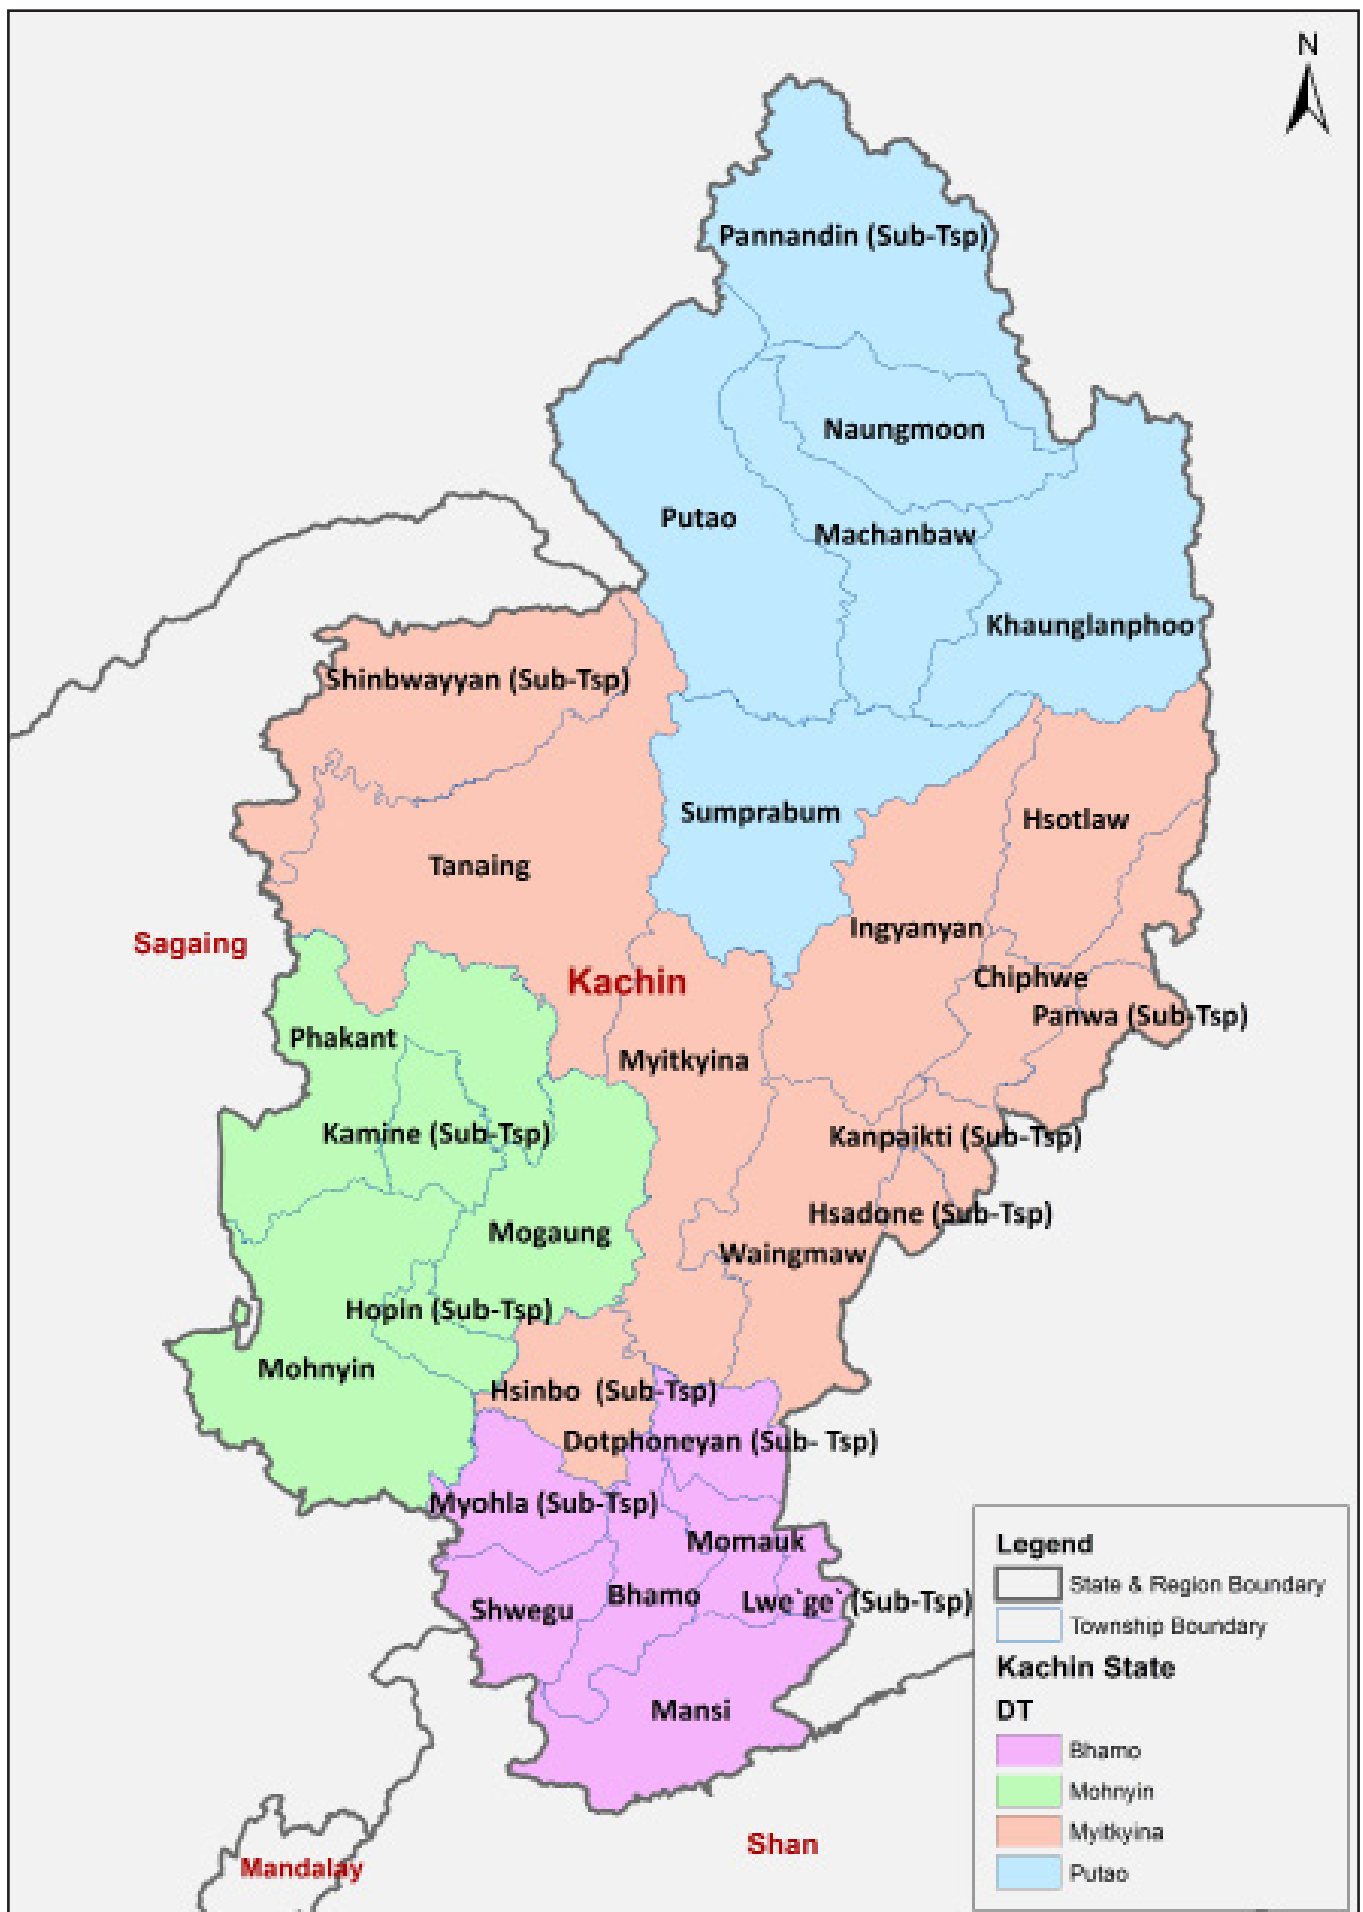 N
Pannandin (Sub-Tsp)
Naungmoon
Putao
Machanbaw
Khaunglanphoo
Shinbwayyan (Sub-Tsp)
Sumprabum
Hsotlaw
Tanaing
Ingyanyan
Sagaing
Kachin
Chiphwe
Panwa (Sub-Tsp)
Phakant
Myitkyina
Kamine (Sub-Tsp)
Kanpaikti (Sub-Tsp)
Hsadone (Sub-Tsp)
Mogaung
Waingmaw
Hopin (Sub-Tsp)
Mohnyin
Hsinbo (Sub-Tsp)
Dotphoneyan (Sub- Tsp)
Myohla (Sub-Tsp)
Momauk
Bhamo
Lwe`ge` (Sub-Tsp)
Shwegu
Mansi
Shan
Mandalay
Legend
State & Region Boundary
Township Boundary
Kachin State
DT
Bhamo
Mohnyin
Myitkyina
Putao